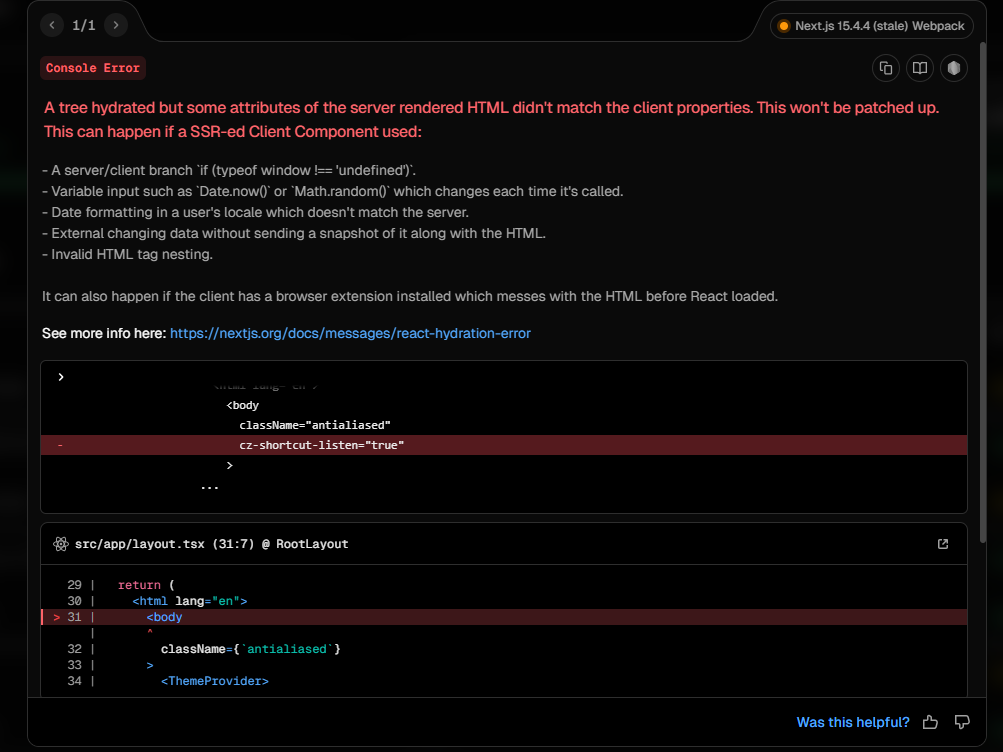 1/1
Next.js 15.4.4 (stale) Webpack
Console Error
A tree hydrated but some attributes of the server rendered HTML didn't match the client properties. This won't be patched up.
This can happen if a SSR-ed Client Component used:
- A server/client branch `if (typeof window !== 'undefined')`.
- Variable input such as `Date.now()` or `Math.random()` which changes each time it's called.
- Date formatting in a user's locale which doesn't match the server.
- External changing data without sending a snapshot of it along with the HTML.
- Invalid HTML tag nesting.
It can also happen if the client has a browser extension installed which messes with the HTML before React loaded.
See more info here: https://nextjs.org/docs/messages/react-hydration-error
<html lang="en">
<body
className="antialiased"
- cz-shortcut-listen="true"
>
...
src/app/layout.tsx (31:7) @ RootLayout
29 | return (
30 | <html lang="en">
> 31 | <body
| ^
32 | className={`antialiased`}
33 | >
34 | <ThemeProvider>
Was this helpful?